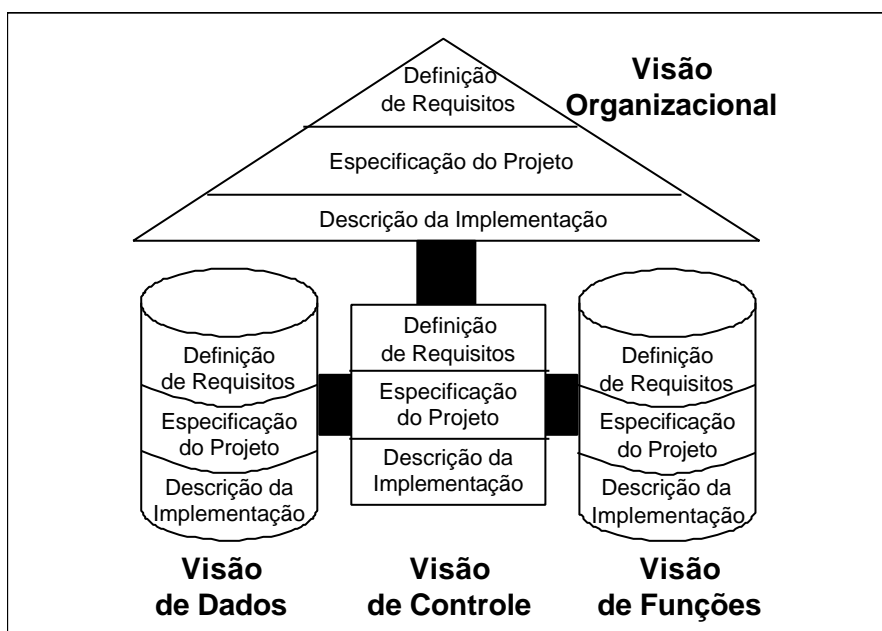 Definição
de Requisitos
Visão
Organizacional
Especificação do Projeto
Descrição da Implementação
Definição
de Requisitos
Especificação
do Projeto
Descrição da
Implementação
Definição
de Requisitos
Especificação
do Projeto
Descrição da
Implementação
Definição
de Requisitos
Especificação
do Projeto
Descrição da
Implementação
Visão
de Dados
Visão
de Controle
Visão
de Funções